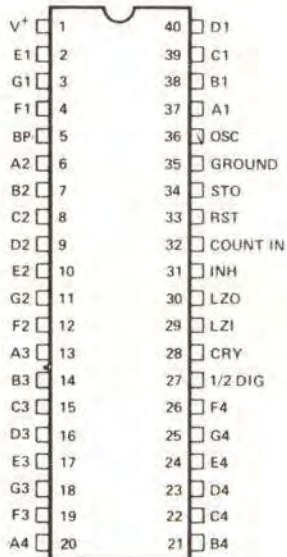 V+ 1 40 D1
E1 2 39 C1
G1 3 38 B1
F1 4 37 A1
BP 5 36 OSC
A2 6 35 GROUND
B2 7 34 STO
C2 8 33 RST
D2 9 32 COUNT IN
E2 10 31 INH
G2 11 30 LZO
F2 12 29 LZI
A3 13 28 CRY
B3 14 27 1/2 DIG
C3 15 26 F4
D3 16 25 G4
E3 17 24 E4
G3 18 23 D4
F3 19 22 C4
A4 20 21 B4